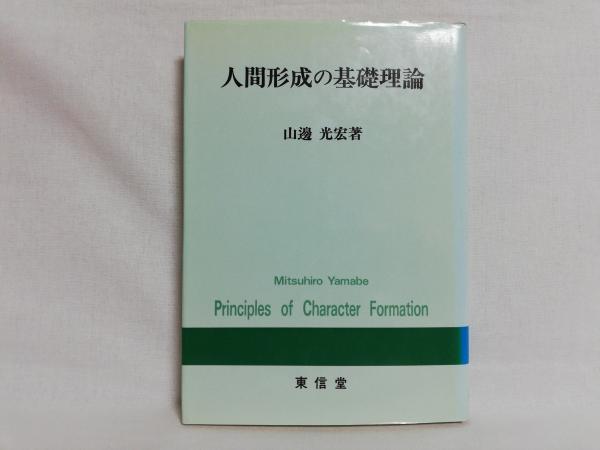 人間形成の基礎理論
山邊 光宏著
Mitsuhiro Yamabe
Principles of Character Formation
東信堂